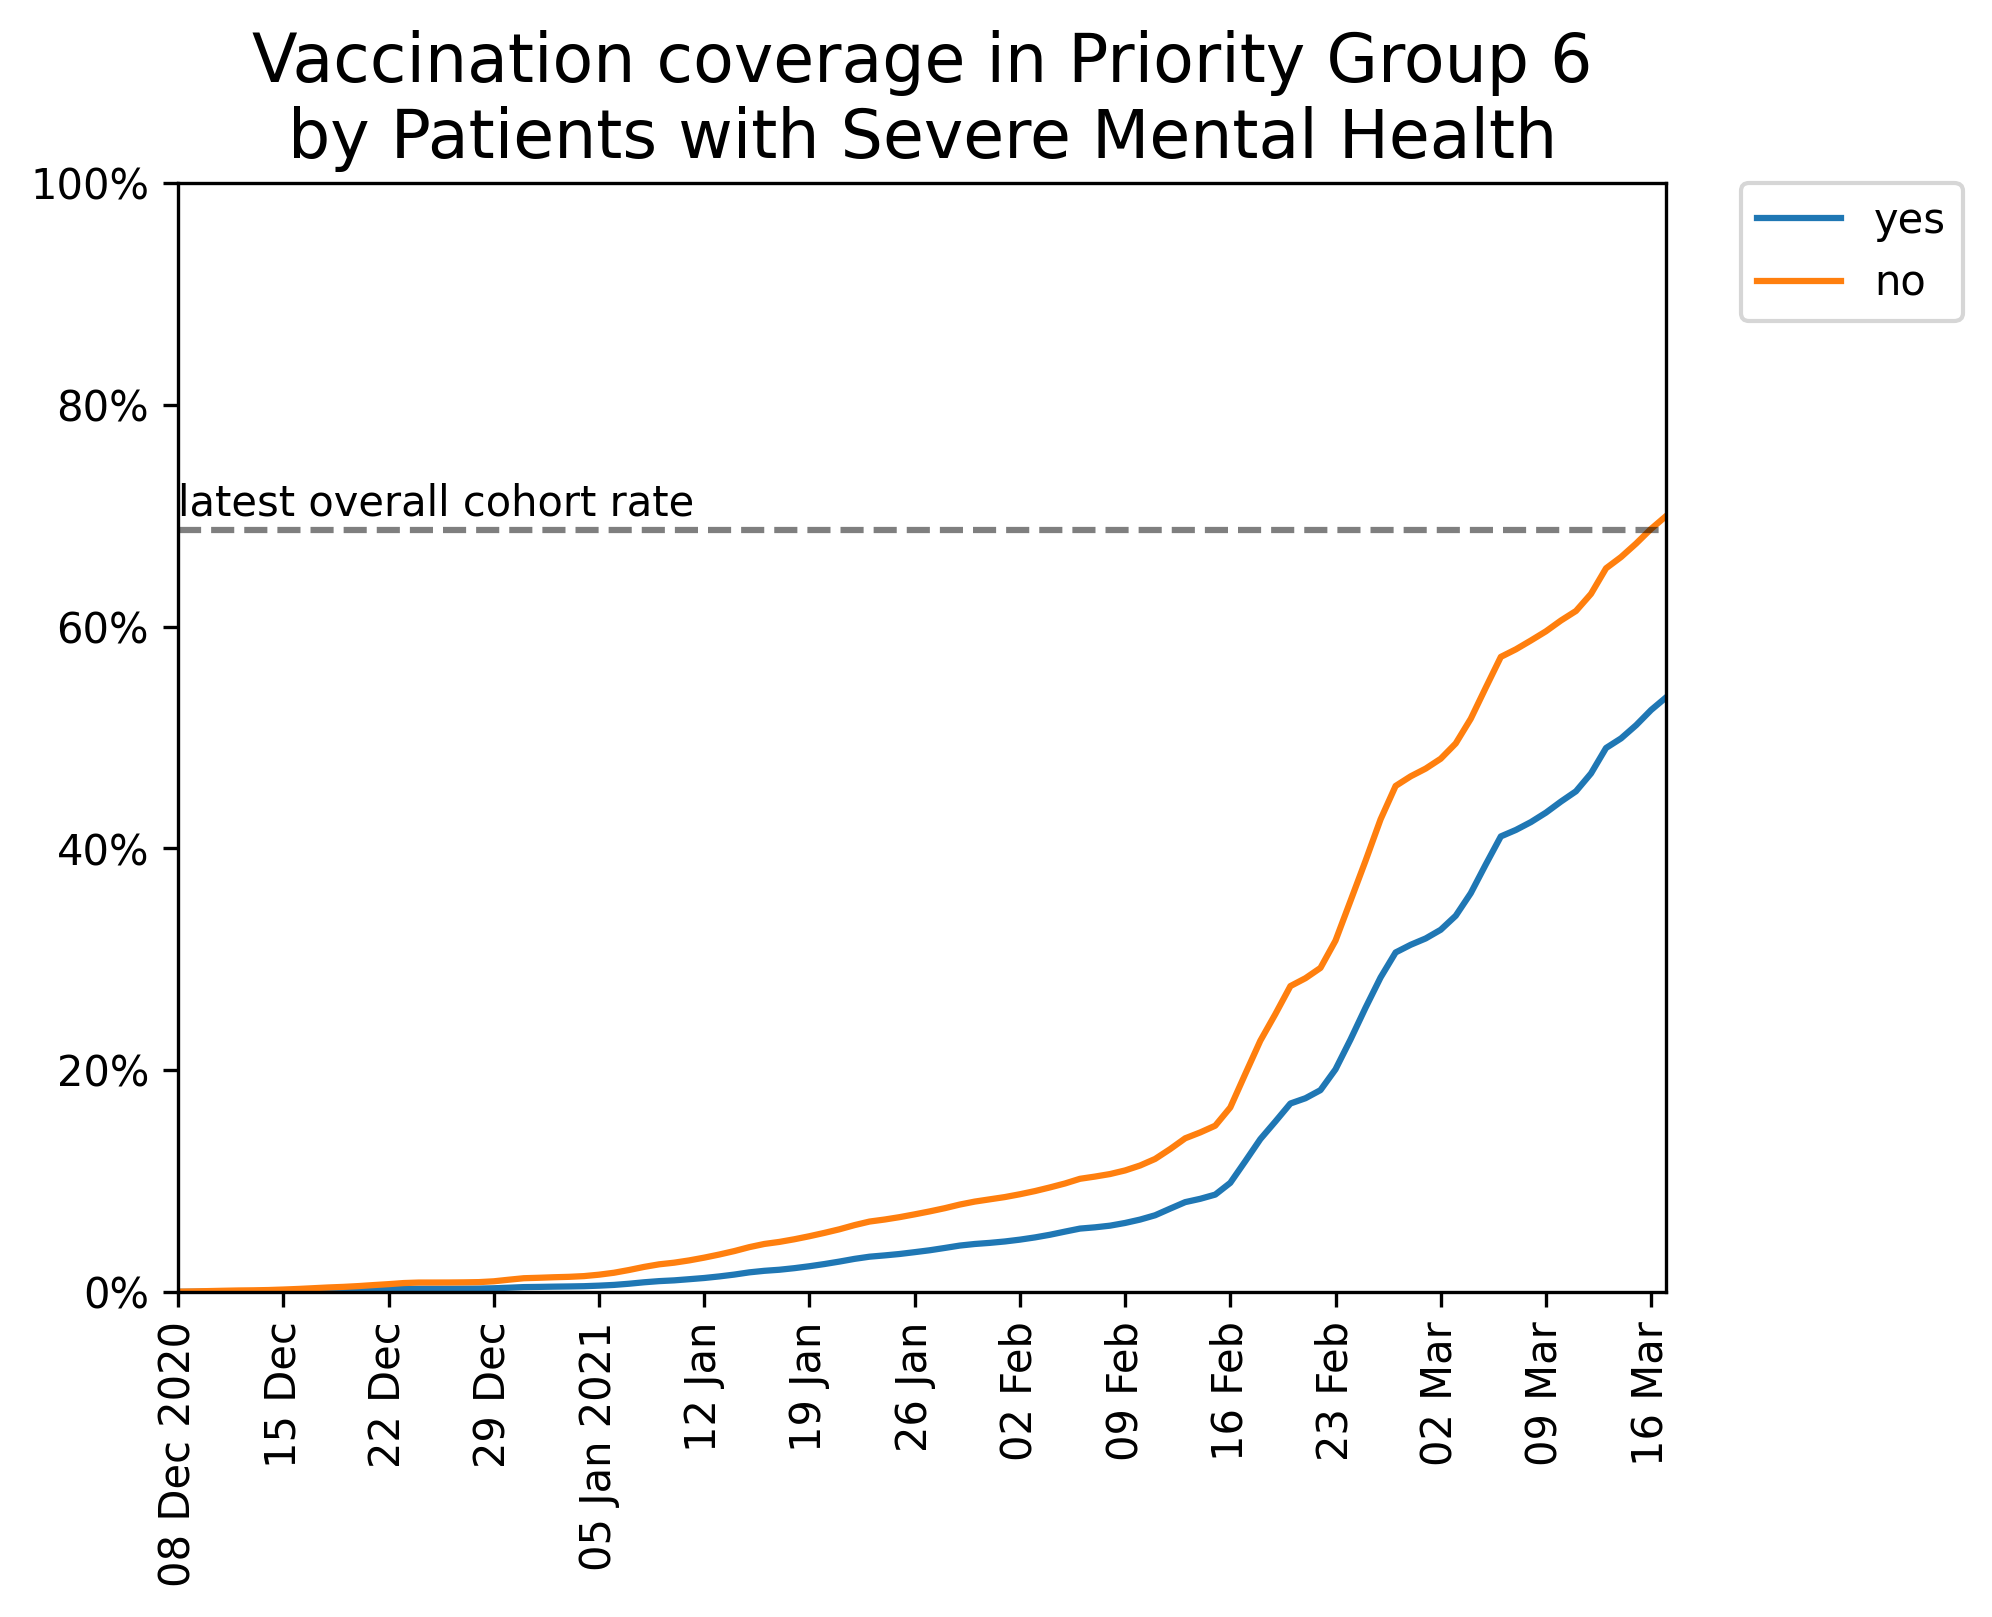 Vaccination coverage in Priority Group 6
by Patients with Severe Mental Health
100%
80%
60%
40%
20%
0%
latest overall cohort rate
yes
no
08 Dec 2020
15 Dec
22 Dec
29 Dec
05 Jan 2021
12 Jan
19 Jan
26 Jan
02 Feb
09 Feb
16 Feb
23 Feb
02 Mar
09 Mar
16 Mar